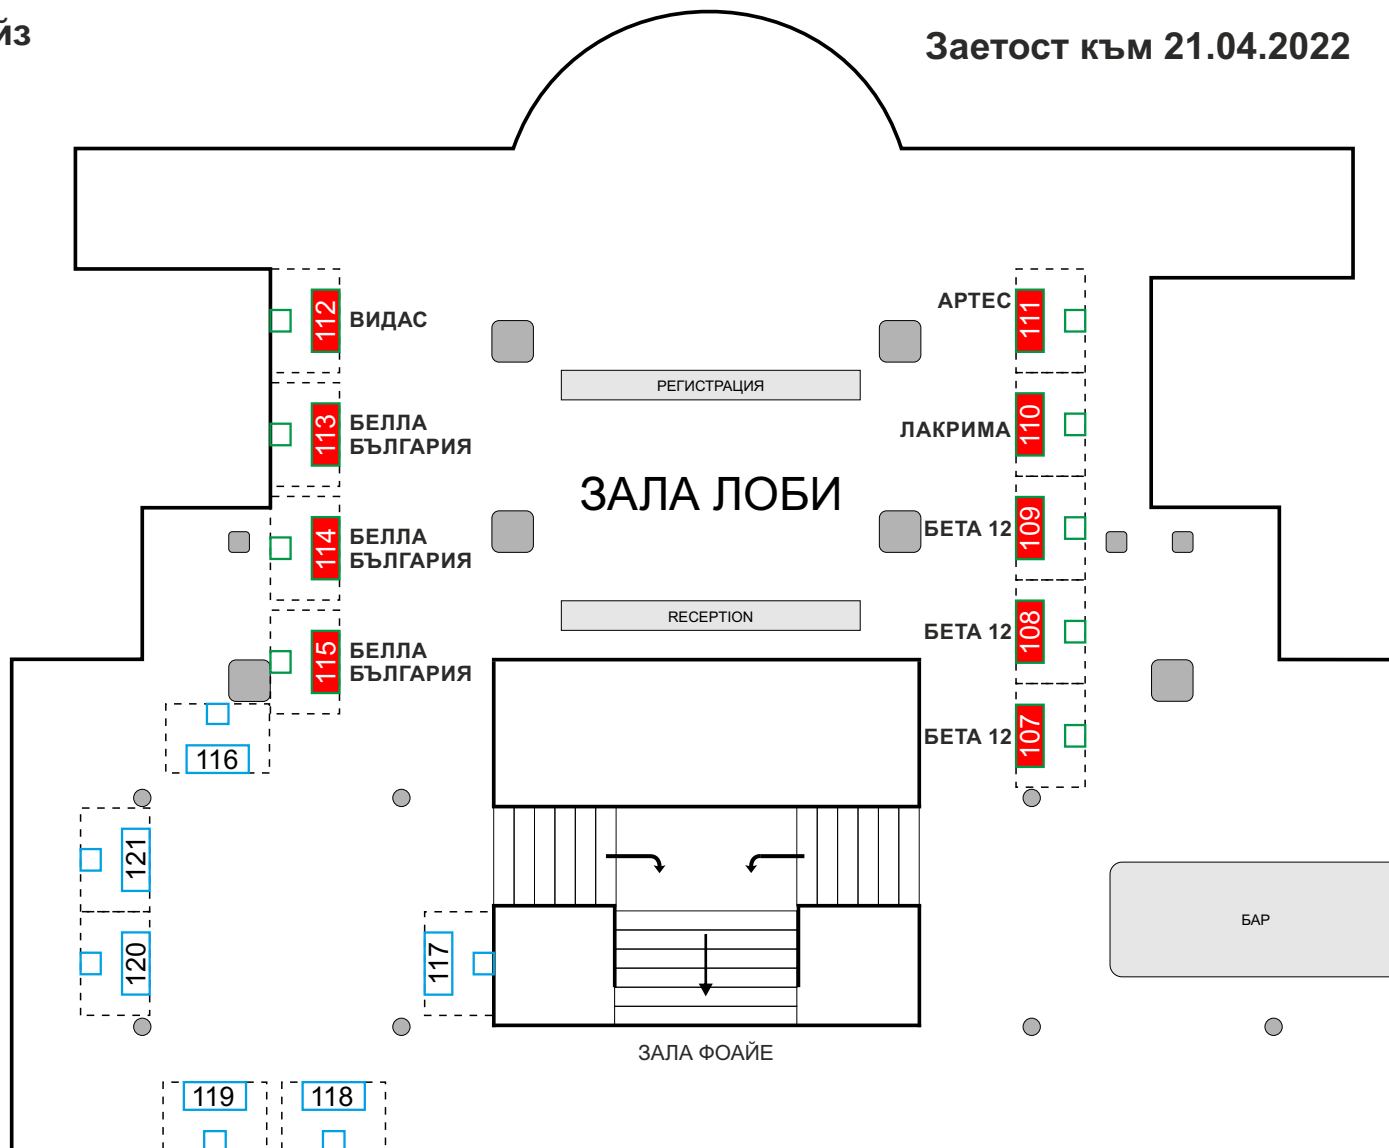 йз
Заетост към 21.04.2022
112
ВИДАС
АРТЕС
111
РЕГИСТРАЦИЯ
113
БЕЛЛА
БЪЛГАРИЯ
ЛАКРИМА
110
ЗАЛА ЛОБИ
114
БЕЛЛА
БЪЛГАРИЯ
БЕТА 12
109
RECEPTION
115
БЕЛЛА
БЪЛГАРИЯ
БЕТА 12
108
116
БЕТА 12
107
121
120
117
БАР
ЗАЛА ФОАЙЕ
119
118